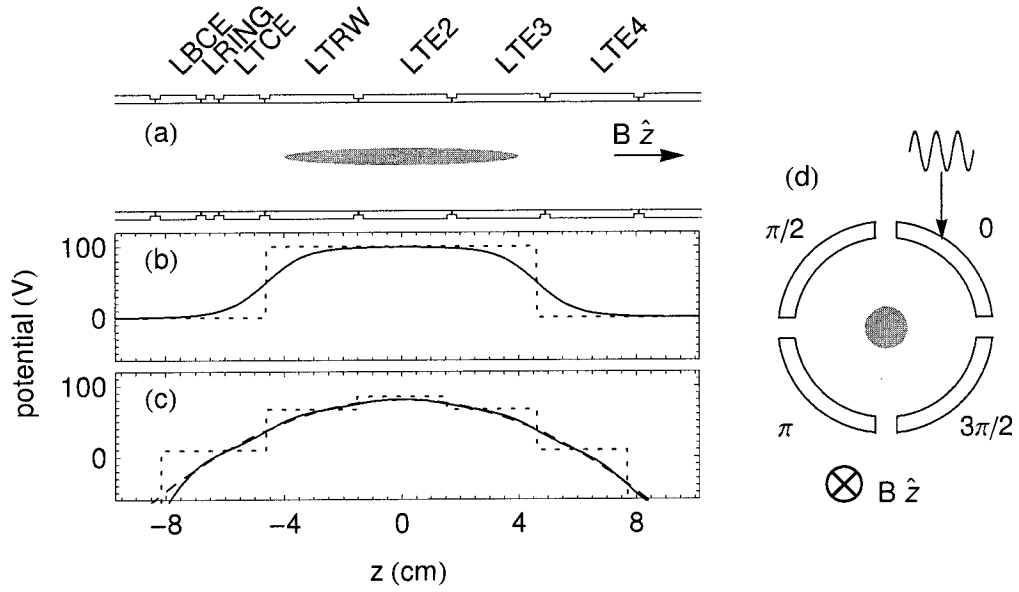 LBCE LRING LTCE LTRW LTE2 LTE3 LTE4
(a)
B ẑ
potential (V)
100
(b)
0
100
(c)
0
−8 −4 0 4 8
z (cm)
(d)
π/2 0
π 3π/2
B ẑ